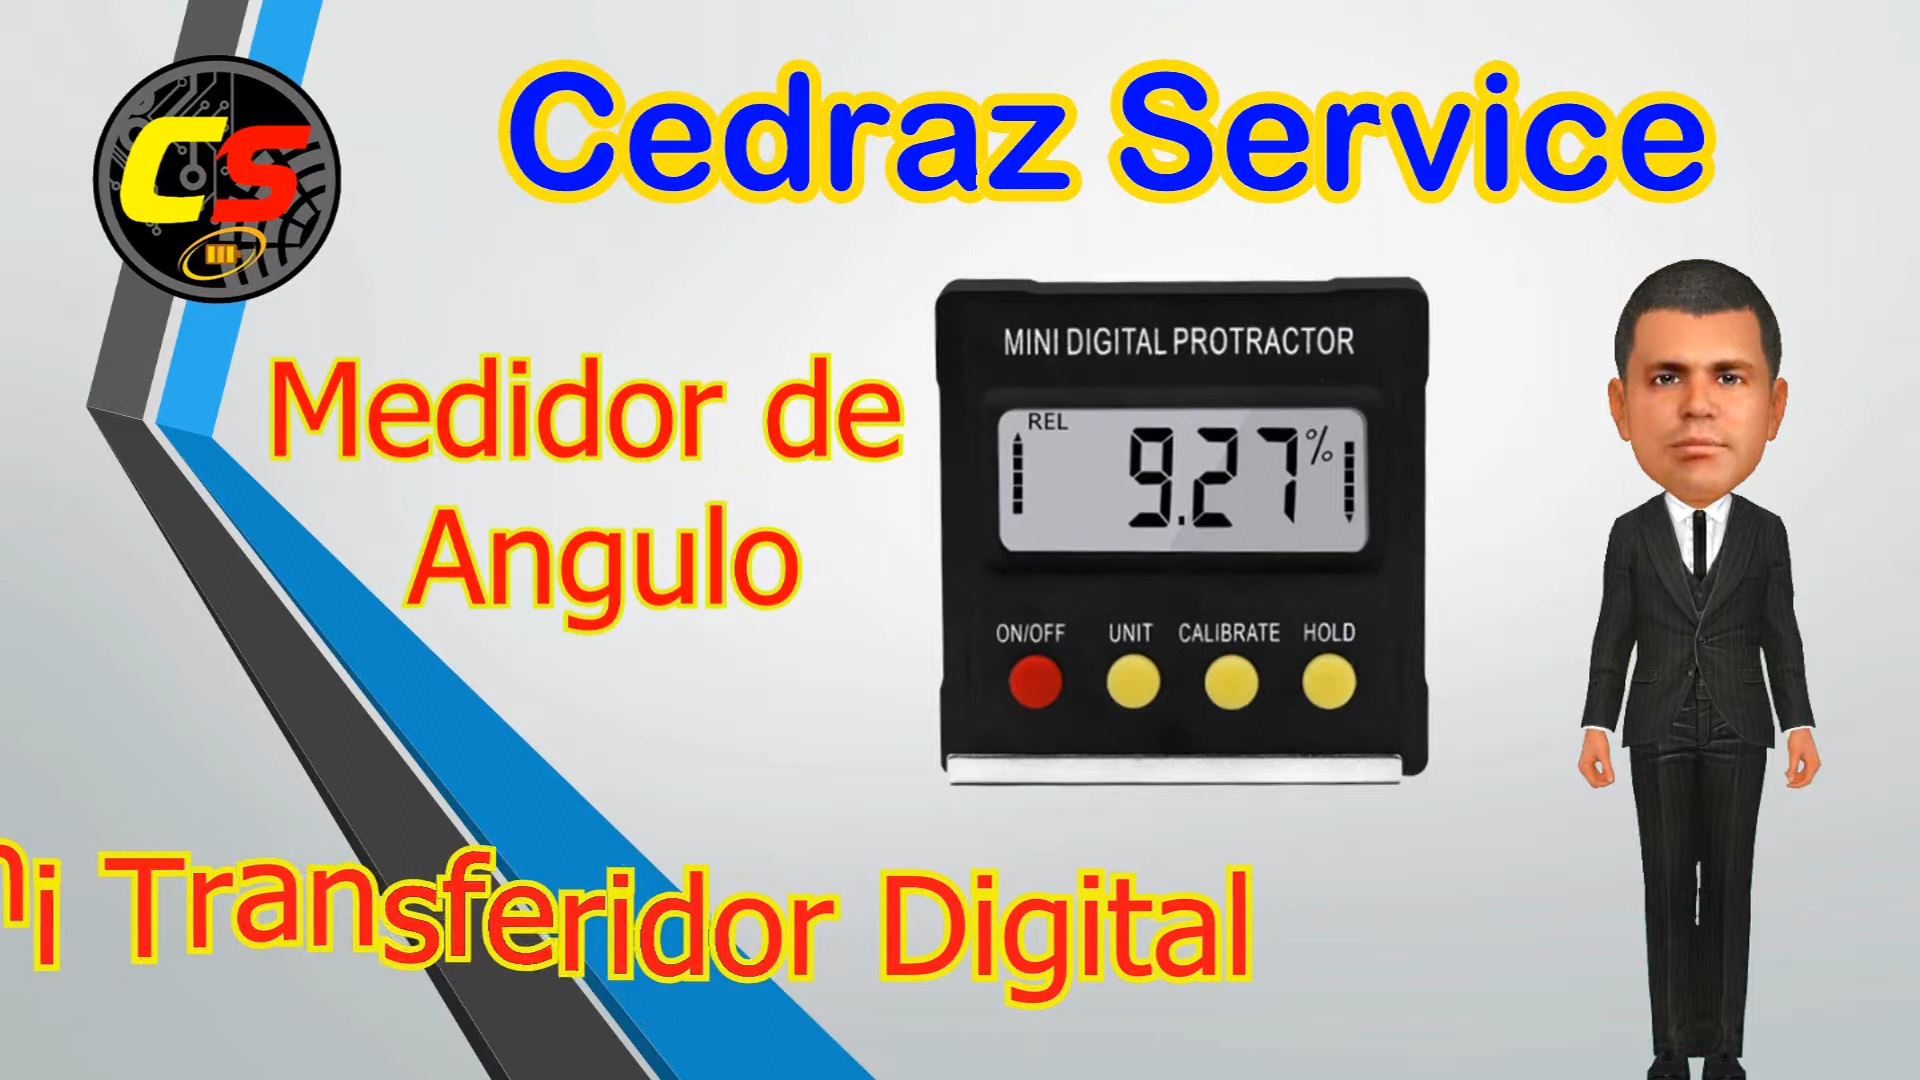 CS
Cedraz Service
MINI DIGITAL PROTRACTOR
REL
9.27%
Medidor de
Angulo
ON/OFF UNIT CALIBRATE HOLD
ni Transferidor Digital